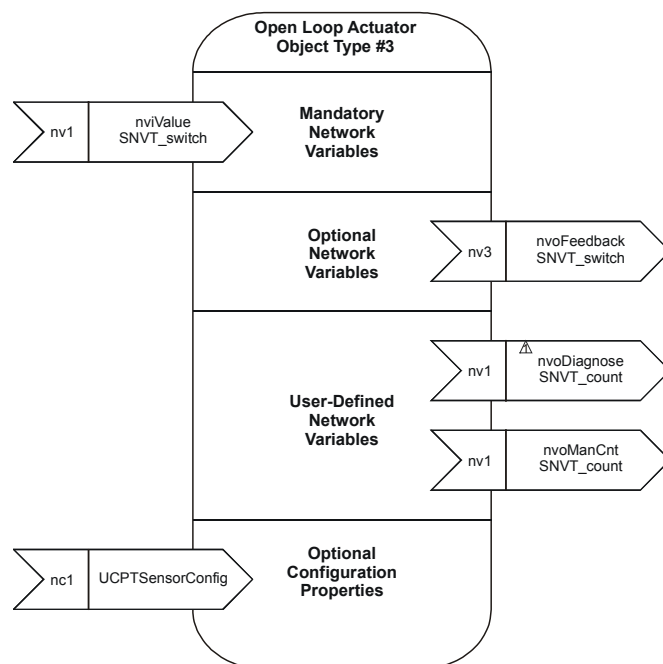 Open Loop Actuator
Object Type #3
nv1
nviValue
SNVT_switch
Mandatory
Network
Variables
Optional
Network
Variables
nv3
nvoFeedback
SNVT_switch
nv1
nvoDiagnose
SNVT_count
User-Defined
Network
Variables
nv1
nvoManCnt
SNVT_count
nc1
UCPTSensorConfig
Optional
Configuration
Properties